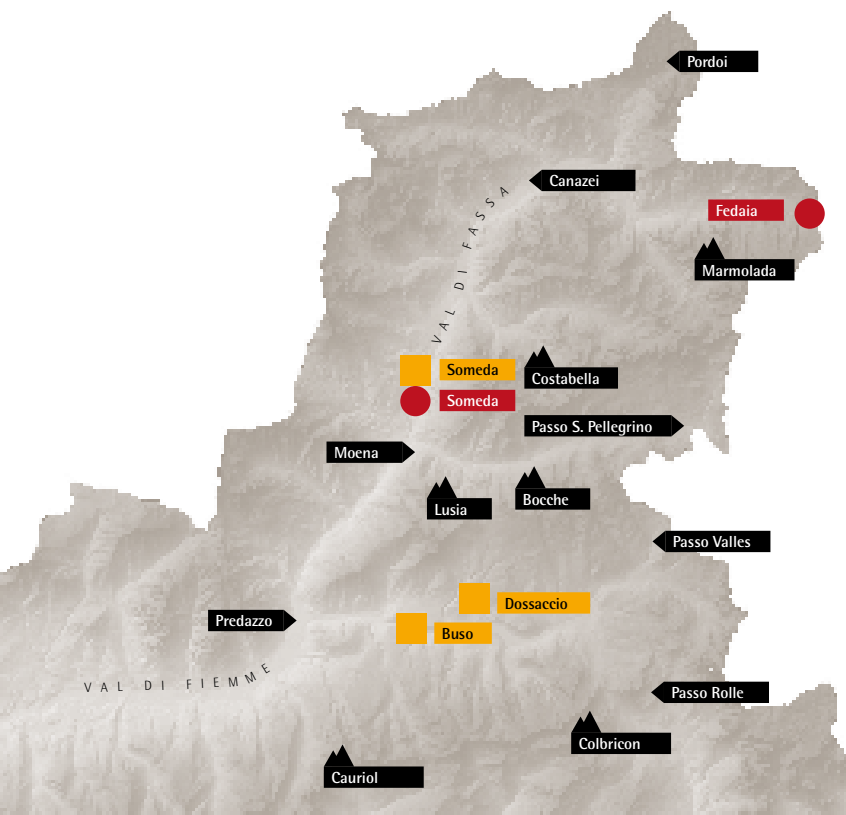 Pordoi
Canazei
VAL DI FASSA
Fedaia
Marmolada
Someda
Costabella
Someda
Passo S. Pellegrino
Moena
Lusia
Bocche
Passo Valles
Dossaccio
Predazzo
Buso
VAL DI FIEMME
Passo Rolle
Colbricon
Cauriol